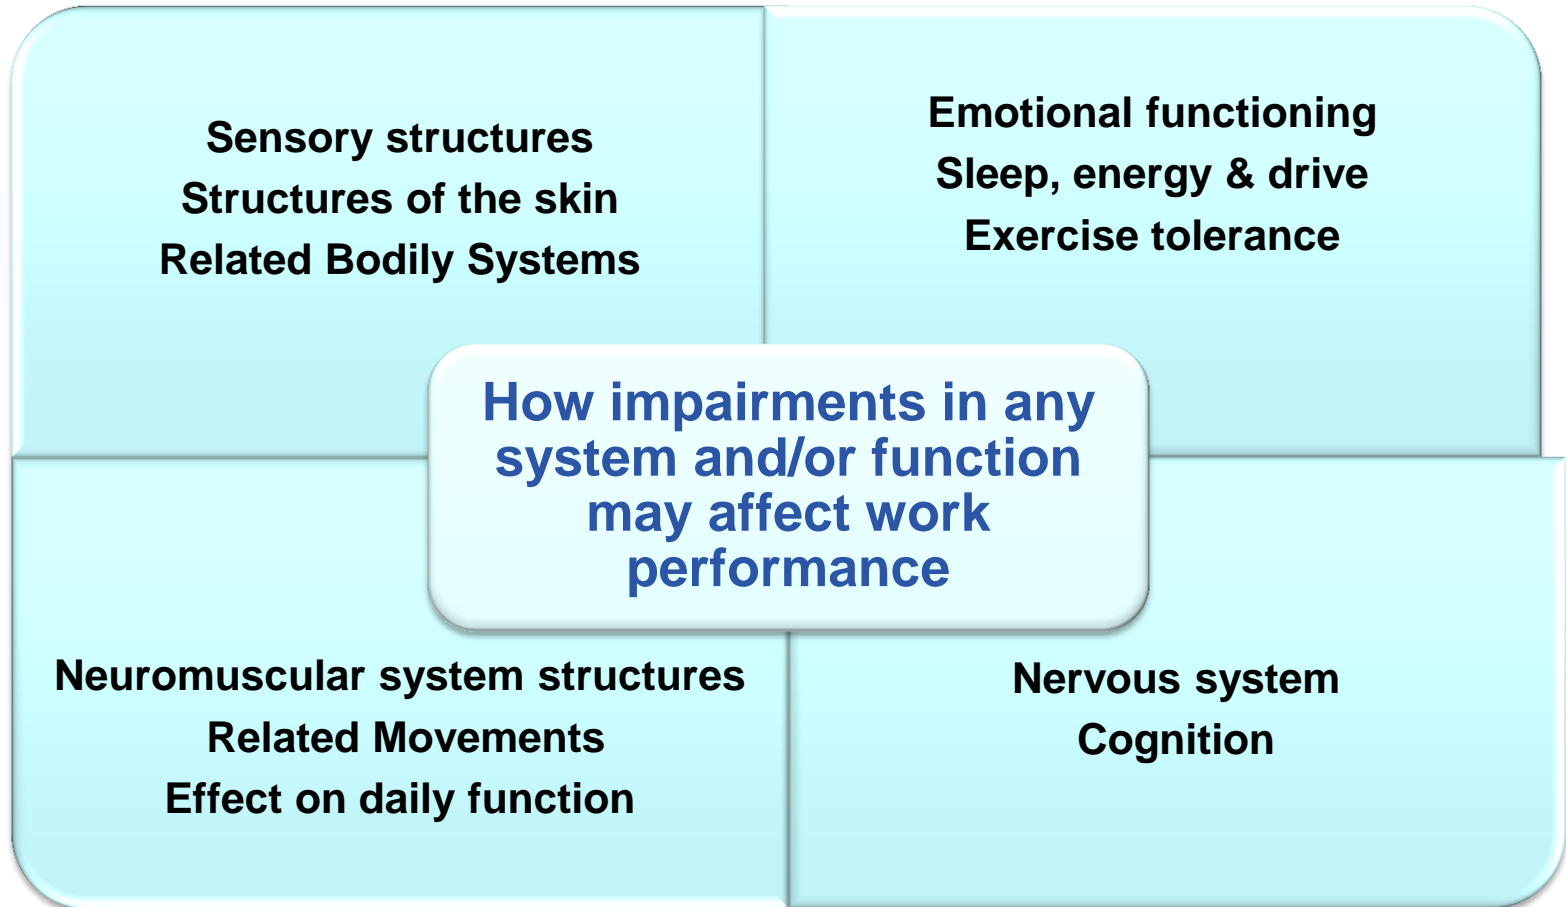 Sensory structures
Structures of the skin
Related Bodily Systems
Emotional functioning
Sleep, energy & drive
Exercise tolerance
How impairments in any
system and/or function
may affect work
performance
Neuromuscular system structures
Related Movements
Effect on daily function
Nervous system
Cognition